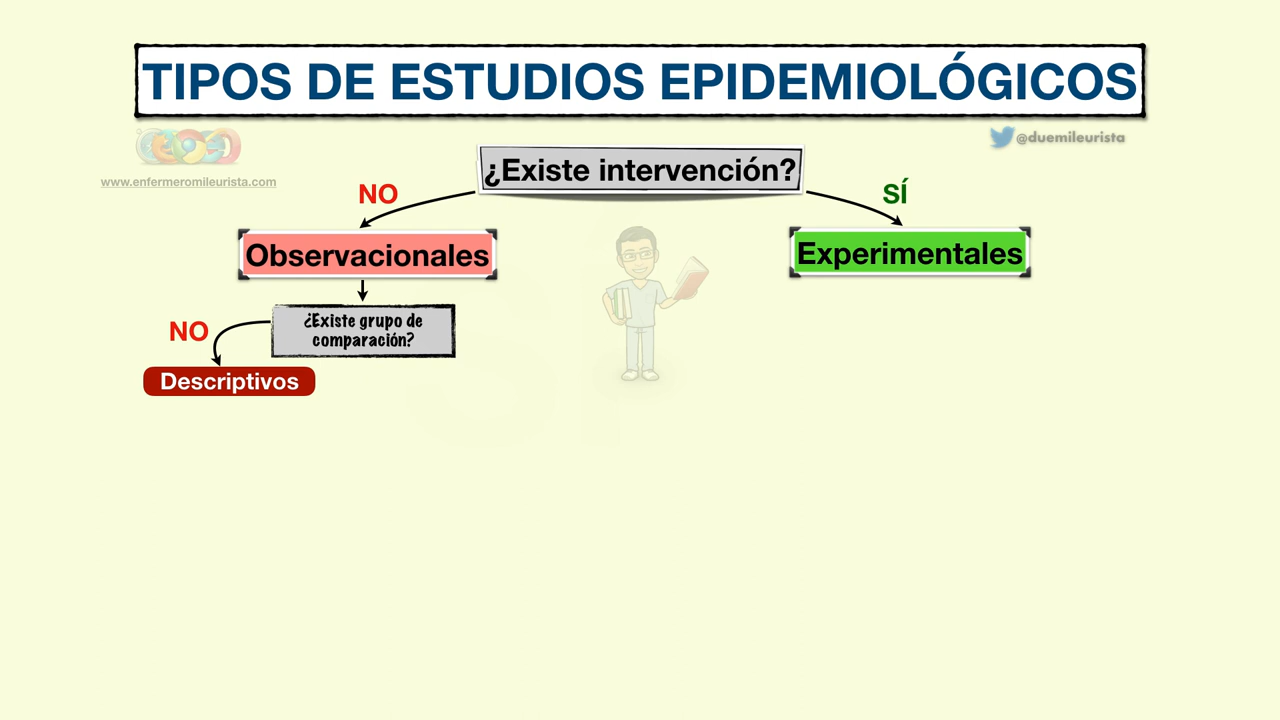 TIPOS DE ESTUDIOS EPIDEMIOLÓGICOS
www.enfermeromileurista.com
@duemileurista
¿Existe intervención?
NO
SÍ
Observacionales
Experimentales
¿Existe grupo de
comparación?
NO
Descriptivos